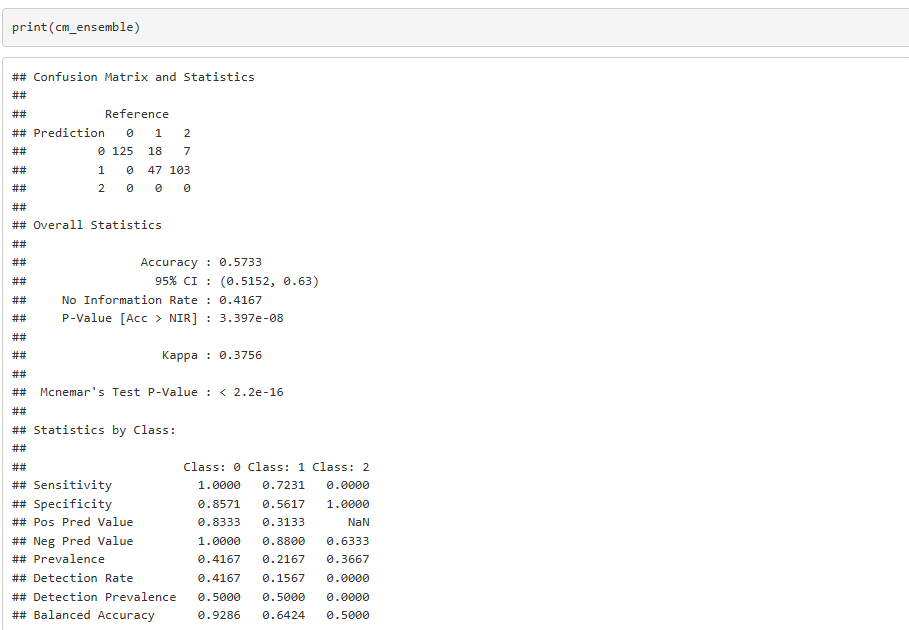 print(cm_ensemble)
## Confusion Matrix and Statistics
##
##           Reference
## Prediction   0   1   2
##          0 125  18   7
##          1   0  47 103
##          2   0   0   0
##
## Overall Statistics
##
##                Accuracy : 0.5733
##                  95% CI : (0.5152, 0.63)
##     No Information Rate : 0.4167
##     P-Value [Acc > NIR] : 3.397e-08
##
##                   Kappa : 0.3756
##
##  Mcnemar's Test P-Value : < 2.2e-16
##
## Statistics by Class:
##
##                      Class: 0 Class: 1 Class: 2
## Sensitivity            1.0000   0.7231   0.0000
## Specificity            0.8571   0.5617   1.0000
## Pos Pred Value         0.8333   0.3133      NaN
## Neg Pred Value         1.0000   0.8800   0.6333
## Prevalence             0.4167   0.2167   0.3667
## Detection Rate         0.4167   0.1567   0.0000
## Detection Prevalence   0.5000   0.5000   0.0000
## Balanced Accuracy      0.9286   0.6424   0.5000